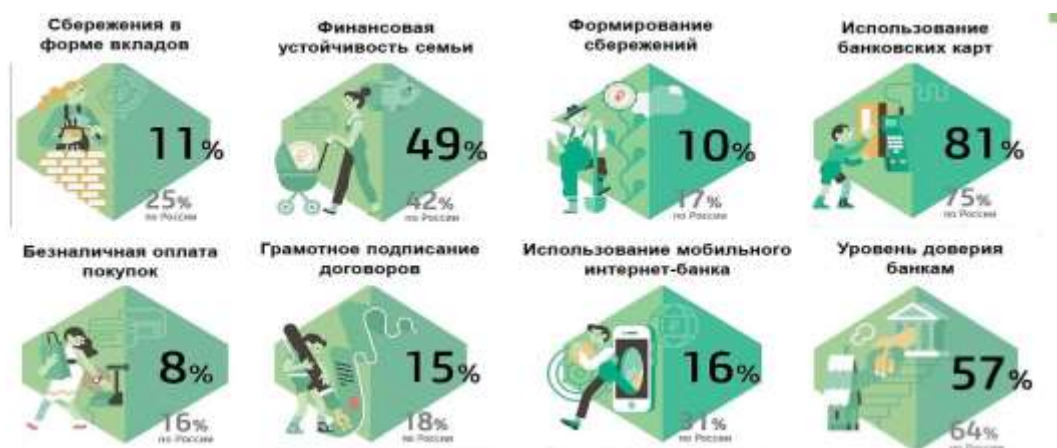 Сбережения в
форме вкладов
11%
25%
по России
Финансовая
устойчивость семьи
49%
42%
по России
Формирование
сбережений
10%
17%
по России
Использование
банковских карт
81%
75%
по России
Безналичная оплата
покупок
8%
16%
по России
Грамотное подписание
договоров
15%
18%
по России
Использование мобильного
интернет-банка
16%
31%
по России
Уровень доверия
банкам
57%
64%
по России